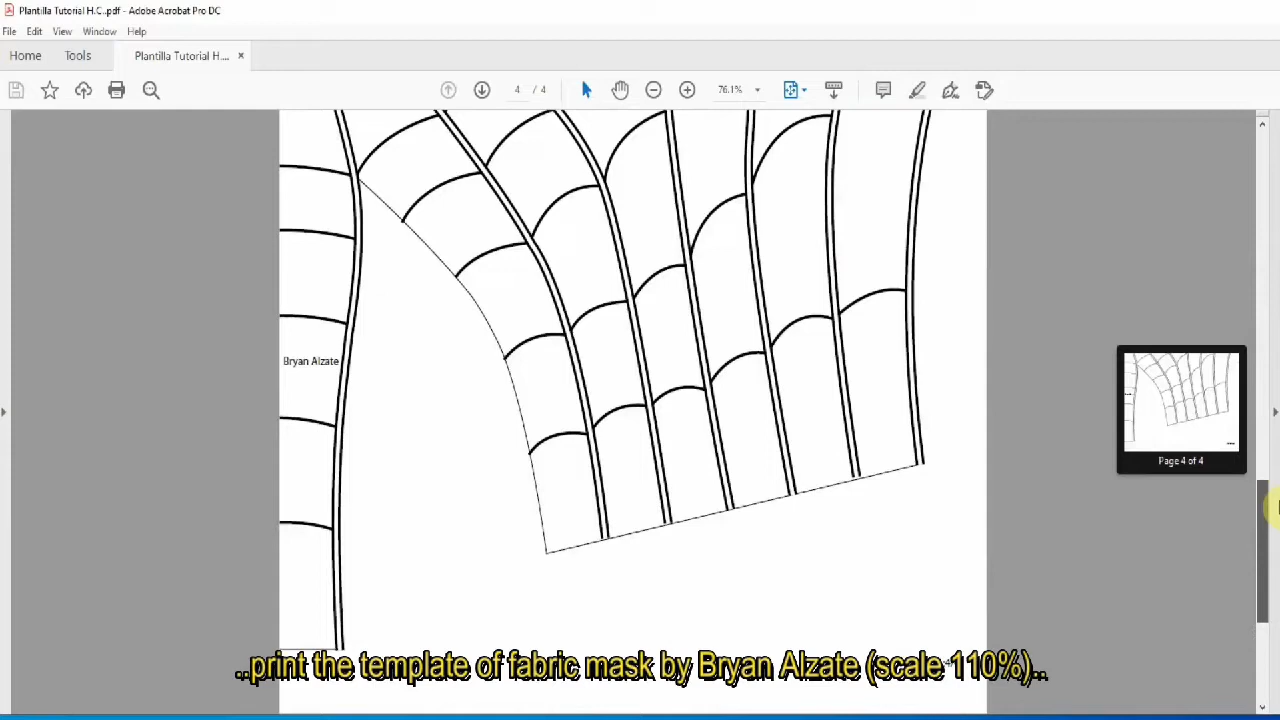 Plantilla Tutorial H.C..pdf - Adobe Acrobat Pro DC
File Edit View Window Help
Home Tools Plantilla Tutorial H.... ×
4 / 4 76.1%
Bryan Alzate
Page 4 of 4
..print the template of fabric mask by Bryan Alzate (scale 110%)..